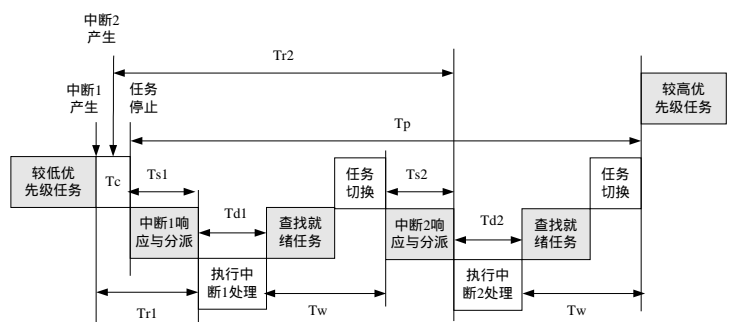 中断2
产生
Tr2
中断1
产生
任务
停止
较高优
先级任务
Tp
较低优
先级任务
Tc
Ts1
任务
切换
Ts2
任务
切换
中断1响
应与分派
Td1
查找就
绪任务
中断2响
应与分派
Td2
查找就
绪任务
执行中
断1处理
执行中
断2处理
Tr1
Tw
Tw